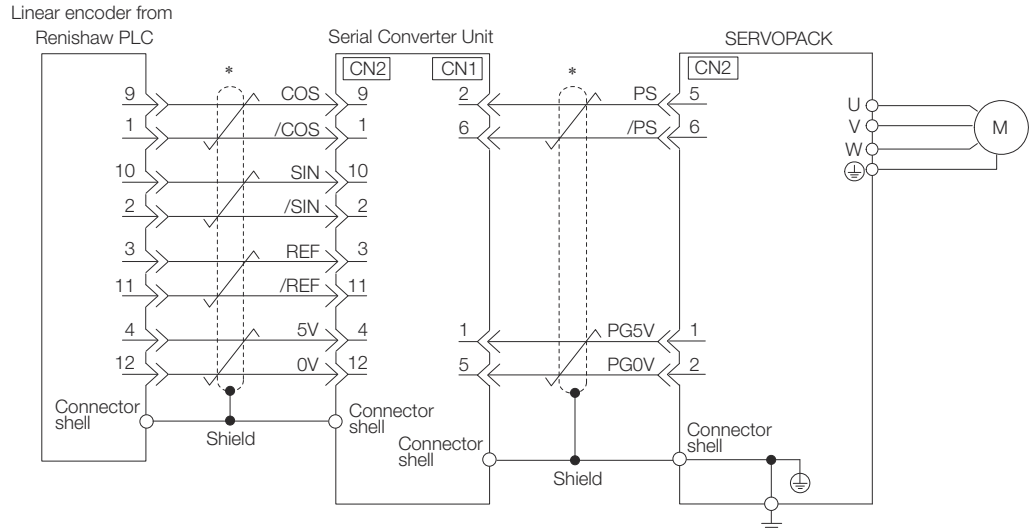 Linear encoder from
Renishaw PLC
Serial Converter Unit
SERVOPACK
CN2 CN1 CN2
* *
9 COS 9 2 PS 5
1 /COS 1 6 /PS 6
10 SIN 10
2 /SIN 2
3 REF 3
11 /REF 11
4 5V 4 1 PG5V 1
12 0V 12 5 PG0V 2
U
V
W
M
Connector
shell
Shield
Connector
shell
Connector
shell
Shield
Connector
shell